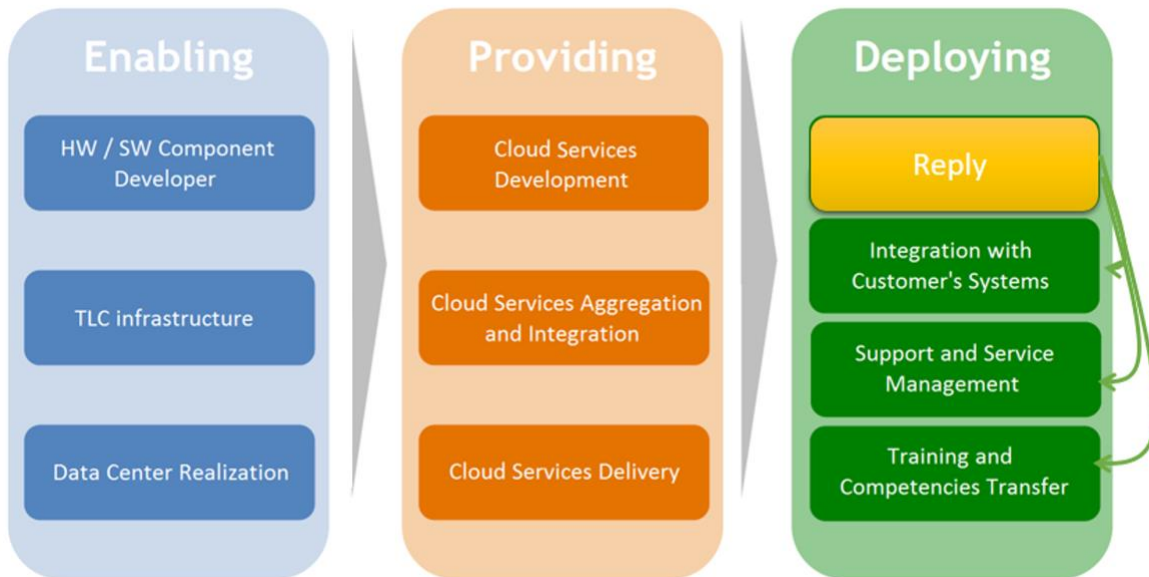 Enabling
HW / SW Component
Developer
TLC infrastructure
Data Center Realization
Providing
Cloud Services
Development
Cloud Services Aggregation
and Integration
Cloud Services Delivery
Deploying
Reply
Integration with
Customer's Systems
Support and Service
Management
Training and
Competencies Transfer